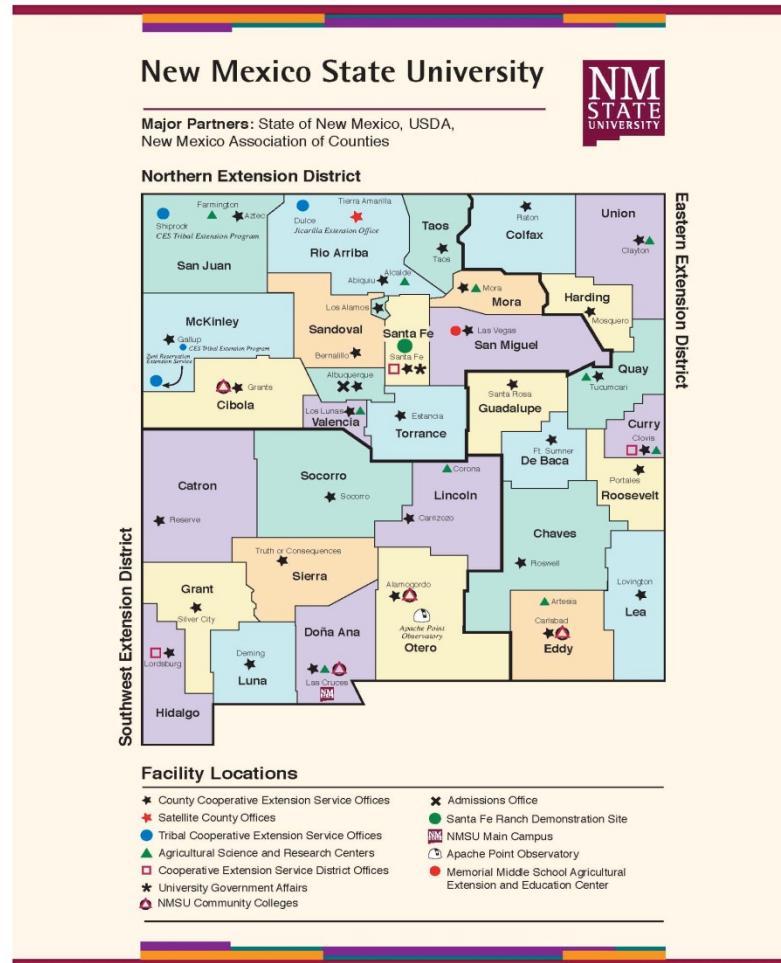 New Mexico State University
NM
STATE
UNIVERSITY
Major Partners: State of New Mexico, USDA,
New Mexico Association of Counties
Northern Extension District
Eastern Extension District
Southwest Extension District
Farmington
Aztec
Shiprock
CES Tribal Extension Program
San Juan
Tierra Amarilla
Dulce
Jicarilla Extension Office
Rio Arriba
Abiquiu
Alcalde
Taos
Taos
Raton
Colfax
Union
Clayton
McKinley
Gallup
CES Tribal Extension Program
Zuni Reservation
Extension Service
Los Alamos
Sandoval
Bernalillo
Santa Fe
Santa Fe
Mora
Mora
Harding
Mosquero
Las Vegas
San Miguel
Quay
Tucumcari
Grants
Cibola
Albuquerque
Los Lunas
Valencia
Estancia
Torrance
Santa Rosa
Guadalupe
Curry
Clovis
Ft. Sumner
De Baca
Portales
Roosevelt
Catron
Reserve
Socorro
Socorro
Corona
Lincoln
Carrizozo
Chaves
Roswell
Truth or Consequences
Sierra
Grant
Silver City
Alamogordo
Apache Point
Observatory
Otero
Artesia
Carlsbad
Eddy
Lovington
Lea
Lordsburg
Hidalgo
Deming
Luna
Doña Ana
Las Cruces
NM
Facility Locations
County Cooperative Extension Service Offices
Satellite County Offices
Tribal Cooperative Extension Service Offices
Agricultural Science and Research Centers
Cooperative Extension Service District Offices
University Government Affairs
NMSU Community Colleges
Admissions Office
Santa Fe Ranch Demonstration Site
NM NMSU Main Campus
Apache Point Observatory
Memorial Middle School Agricultural
Extension and Education Center